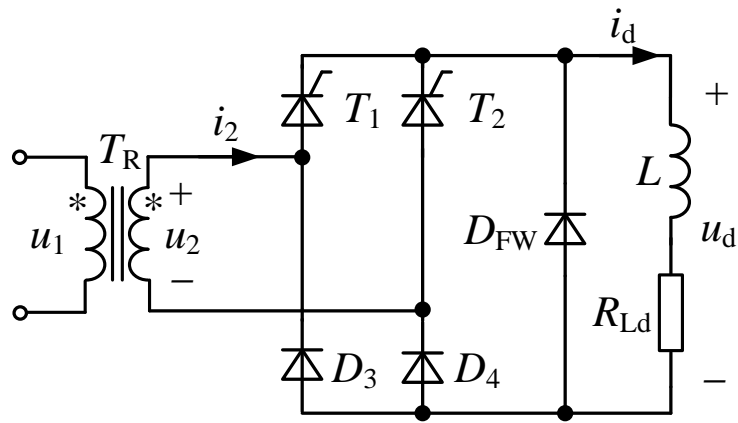 i_d
+
T_1
T_2
i_2
T_R
L
* * +
D_FW
u_1
u_2
u_d
−
R_Ld
D_3
D_4
−